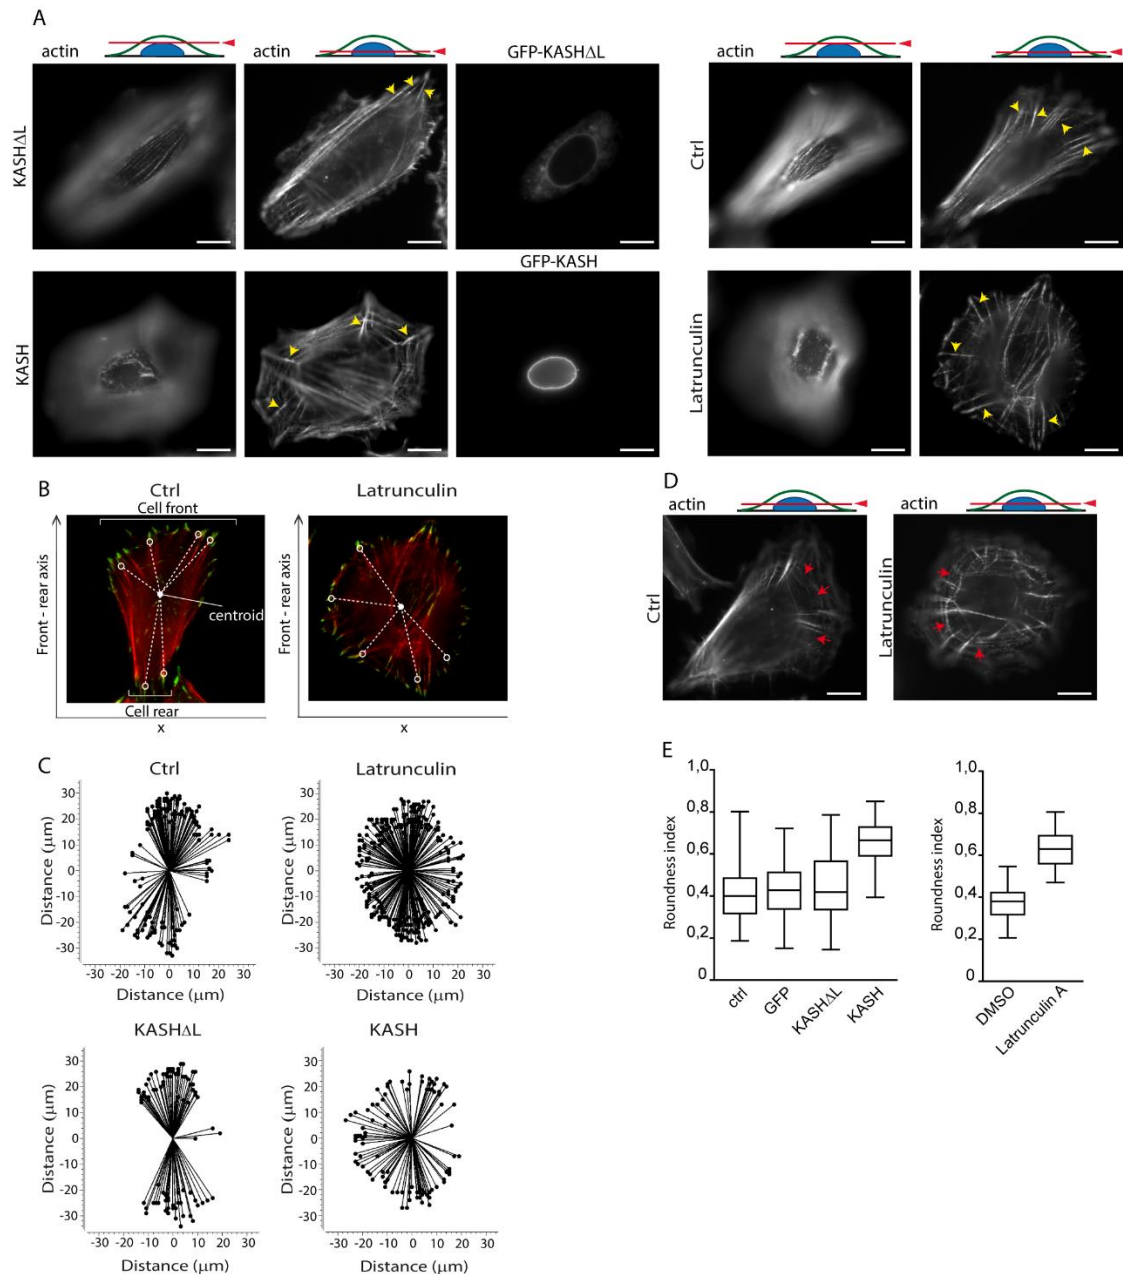 A
actin
actin
GFP-KASHΔL
actin
KASHΔL
Ctrl
GFP-KASH
KASH
Latrunculin
B
Ctrl
Cell front
Front - rear axis
centroid
Cell rear
x
Latrunculin
Front - rear axis
x
D
actin
actin
Ctrl
Latrunculin
C
Ctrl
Distance (μm)
30
20
10
0
-10
-20
-30
-30 -20 -10 0 10 20 30
Distance (μm)
Latrunculin
Distance (μm)
30
20
10
0
-10
-20
-30
-30 -20 -10 0 10 20 30
Distance (μm)
KASHΔL
Distance (μm)
30
20
10
0
-10
-20
-30
-30 -20 -10 0 10 20 30
Distance (μm)
KASH
Distance (μm)
30
20
10
0
-10
-20
-30
-30 -20 -10 0 10 20 30
Distance (μm)
E
Roundness index
1,0
0,8
0,6
0,4
0,2
0
ctrl
GFP
KASHΔL
KASH
Roundness index
1,0
0,8
0,6
0,4
0,2
0
DMSO
Latrunculin A